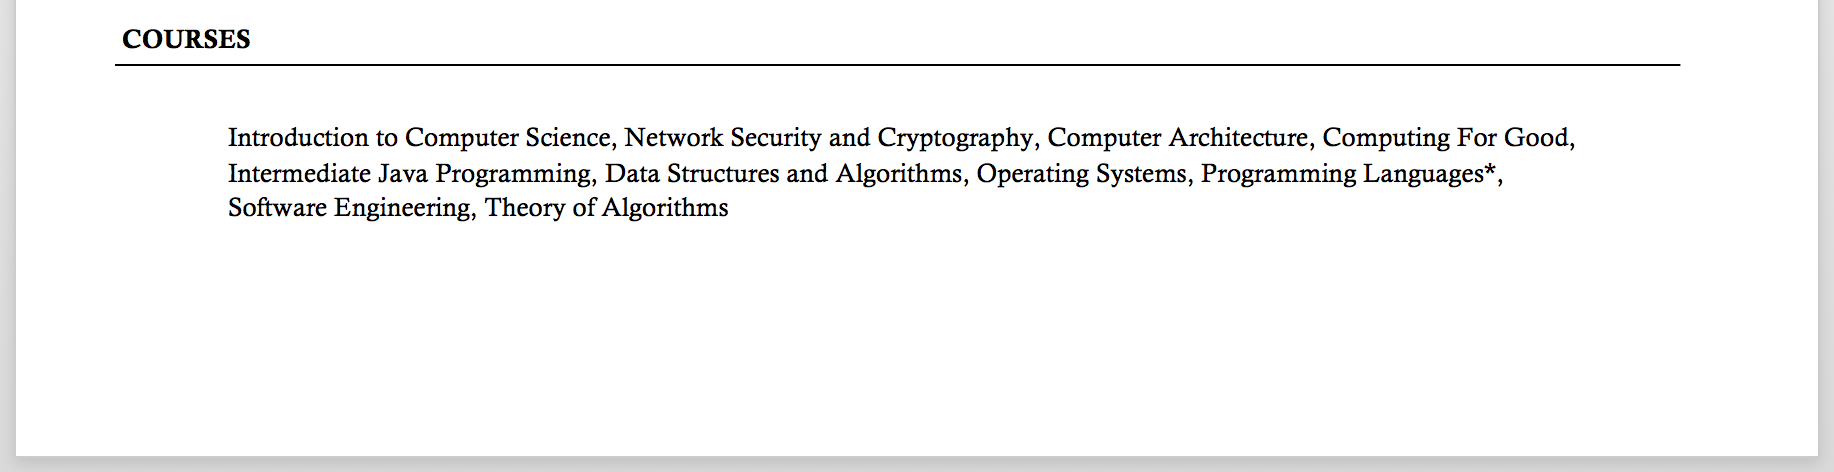 COURSES
Introduction to Computer Science, Network Security and Cryptography, Computer Architecture, Computing For Good,
Intermediate Java Programming, Data Structures and Algorithms, Operating Systems, Programming Languages*,
Software Engineering, Theory of Algorithms